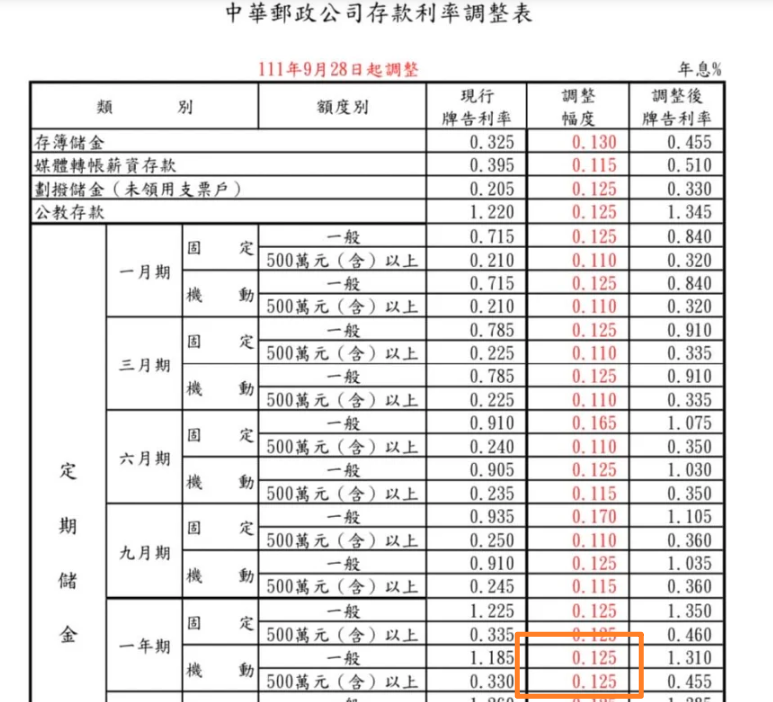 中華郵政公司存款利率調整表
111年9月28日起調整 年息%
類 別 額度別 現行牌告利率 調整幅度 調整後牌告利率
存簿儲金 0.325 0.130 0.455
媒體轉帳薪資存款 0.395 0.115 0.510
劃撥儲金（未領用支票戶） 0.205 0.125 0.330
公教存款 1.220 0.125 1.345
定期儲金
一月期 固定 一般 0.715 0.125 0.840
500萬元（含）以上 0.210 0.110 0.320
機動 一般 0.715 0.125 0.840
500萬元（含）以上 0.210 0.110 0.320
三月期 固定 一般 0.785 0.125 0.910
500萬元（含）以上 0.225 0.110 0.335
機動 一般 0.785 0.125 0.910
500萬元（含）以上 0.225 0.110 0.335
六月期 固定 一般 0.910 0.165 1.075
500萬元（含）以上 0.240 0.110 0.350
機動 一般 0.905 0.125 1.030
500萬元（含）以上 0.235 0.115 0.350
九月期 固定 一般 0.935 0.170 1.105
500萬元（含）以上 0.250 0.110 0.360
機動 一般 0.910 0.125 1.035
500萬元（含）以上 0.245 0.115 0.360
一年期 固定 一般 1.225 0.125 1.350
500萬元（含）以上 0.335 0.125 0.460
機動 一般 1.185 0.125 1.310
500萬元（含）以上 0.330 0.125 0.455